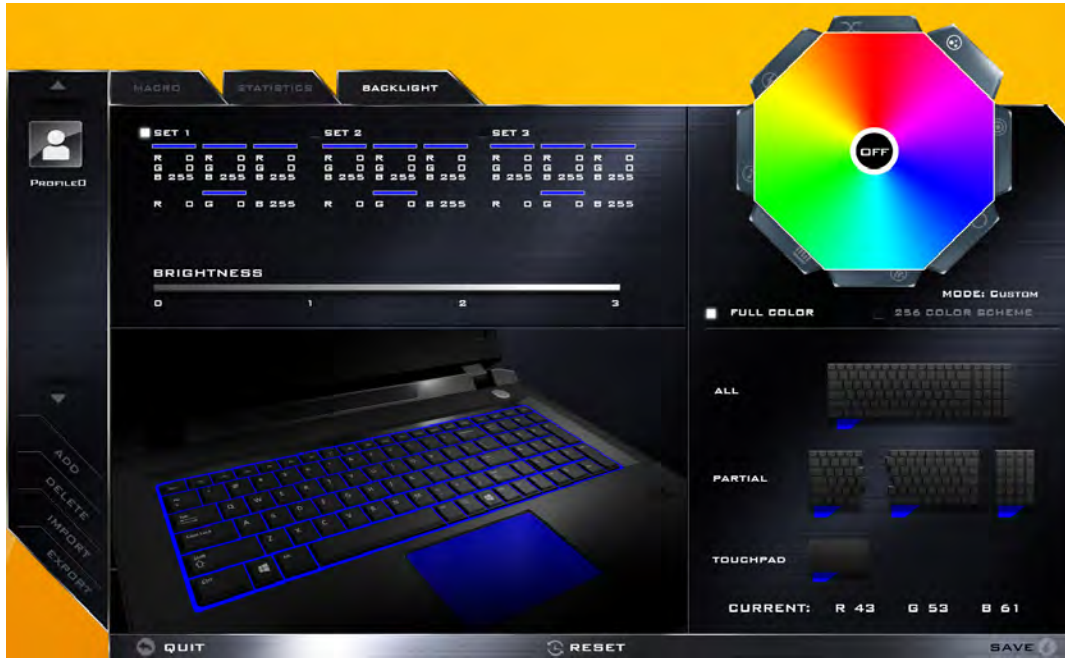 MACRO STATISTICS BACKLIGHT
PROFILE0
SET 1 SET 2 SET 3
R 0 R 0 R 0 R 0 R 0 R 0 R 0 R 0 R 0
G 0 G 0 G 0 G 0 G 0 G 0 G 0 G 0 G 0
B 255 B 255 B 255 B 255 B 255 B 255 B 255 B 255 B 255
R 0 G 0 B 255 R 0 G 0 B 255 R 0 G 0 B 255
BRIGHTNESS
0 1 2 3
OFF
MODE: CUSTOM
FULL COLOR 256 COLOR SCHEME
ALL
PARTIAL
TOUCHPAD
CURRENT: R 43 G 53 B 61
ADD
DELETE
IMPORT
EXPORT
QUIT RESET SAVE